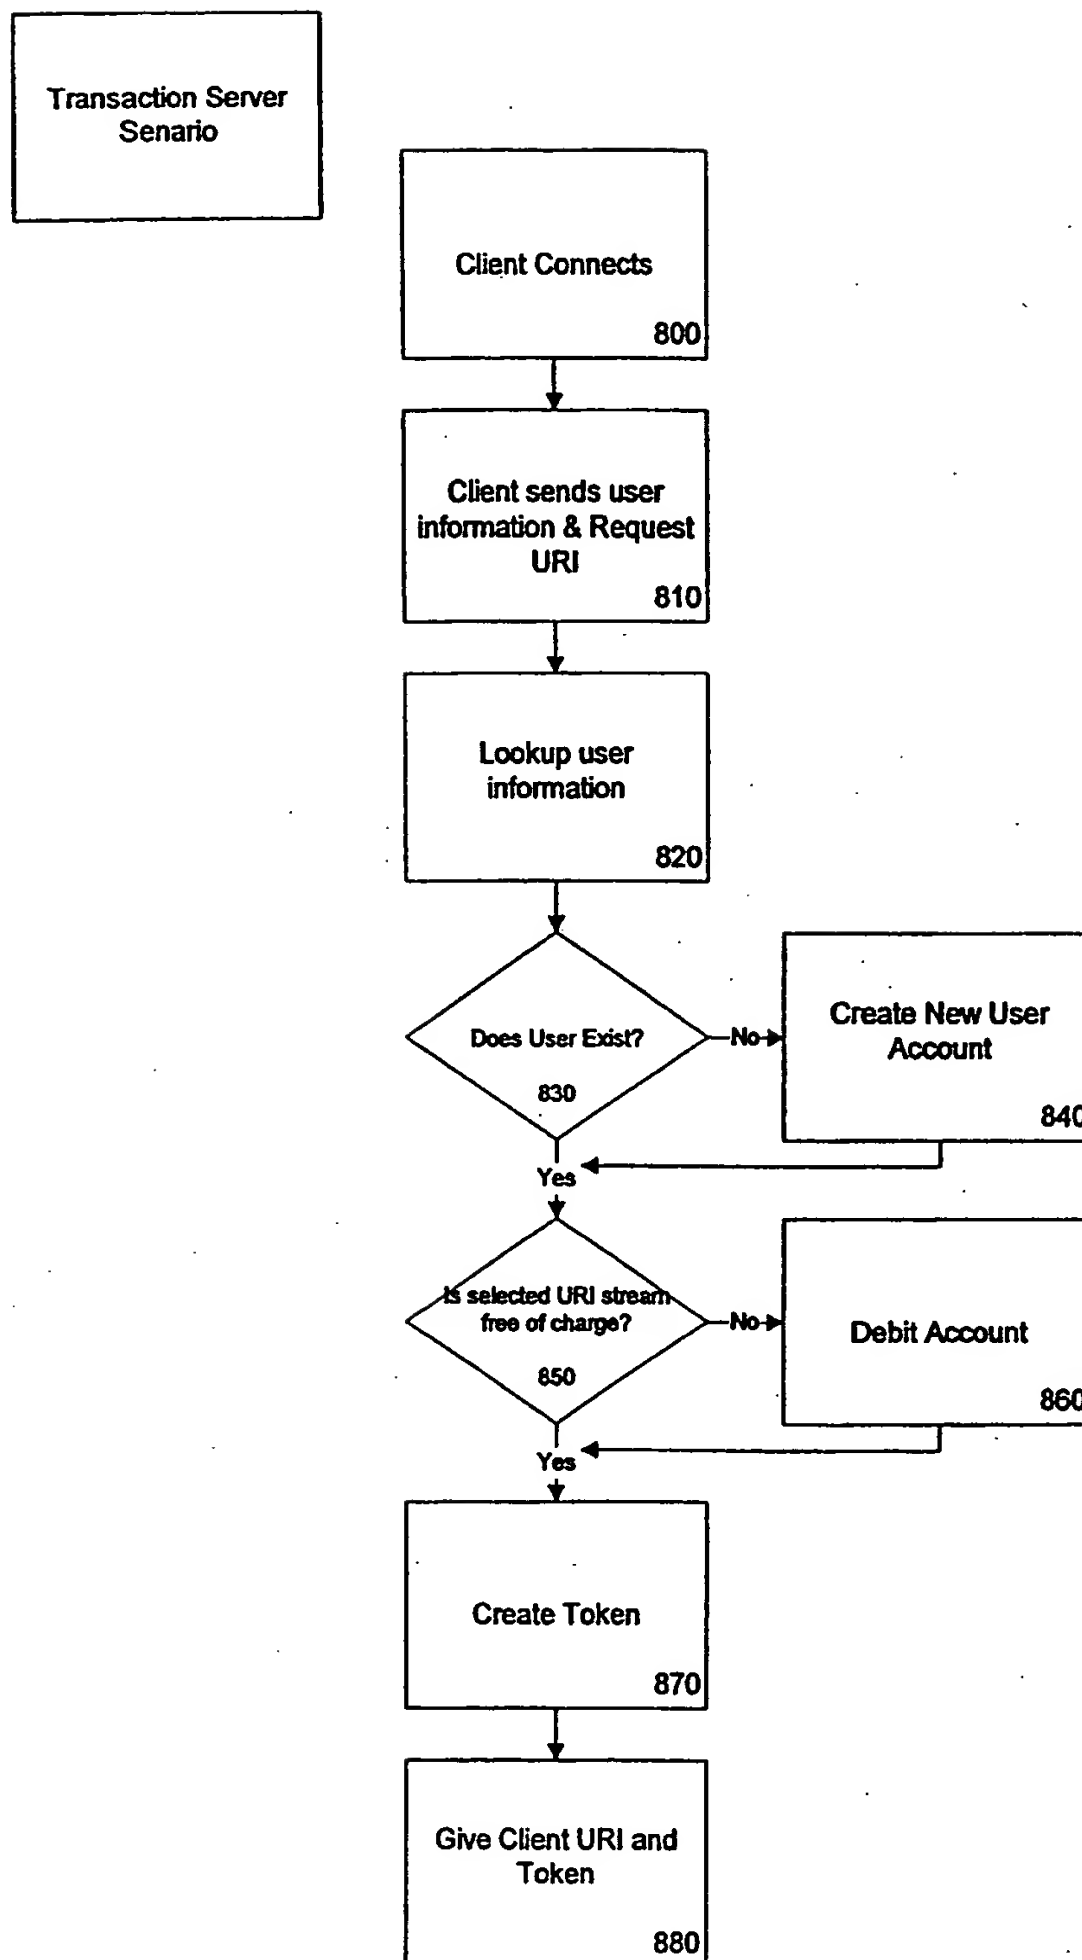 Transaction Server
Senario
Client Connects
800
Client sends user
information & Request
URI
810
Lookup user
information
820
Does User Exist?
830
No
Create New User
Account
840
Yes
Is selected URI stream
free of charge?
850
No
Debit Account
860
Yes
Create Token
870
Give Client URI and
Token
880